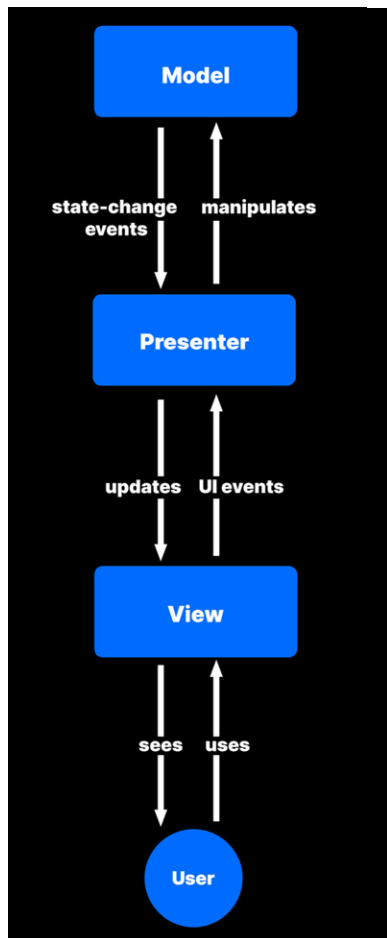 Model
state-change manipulates
events
Presenter
updates UI events
View
sees uses
User